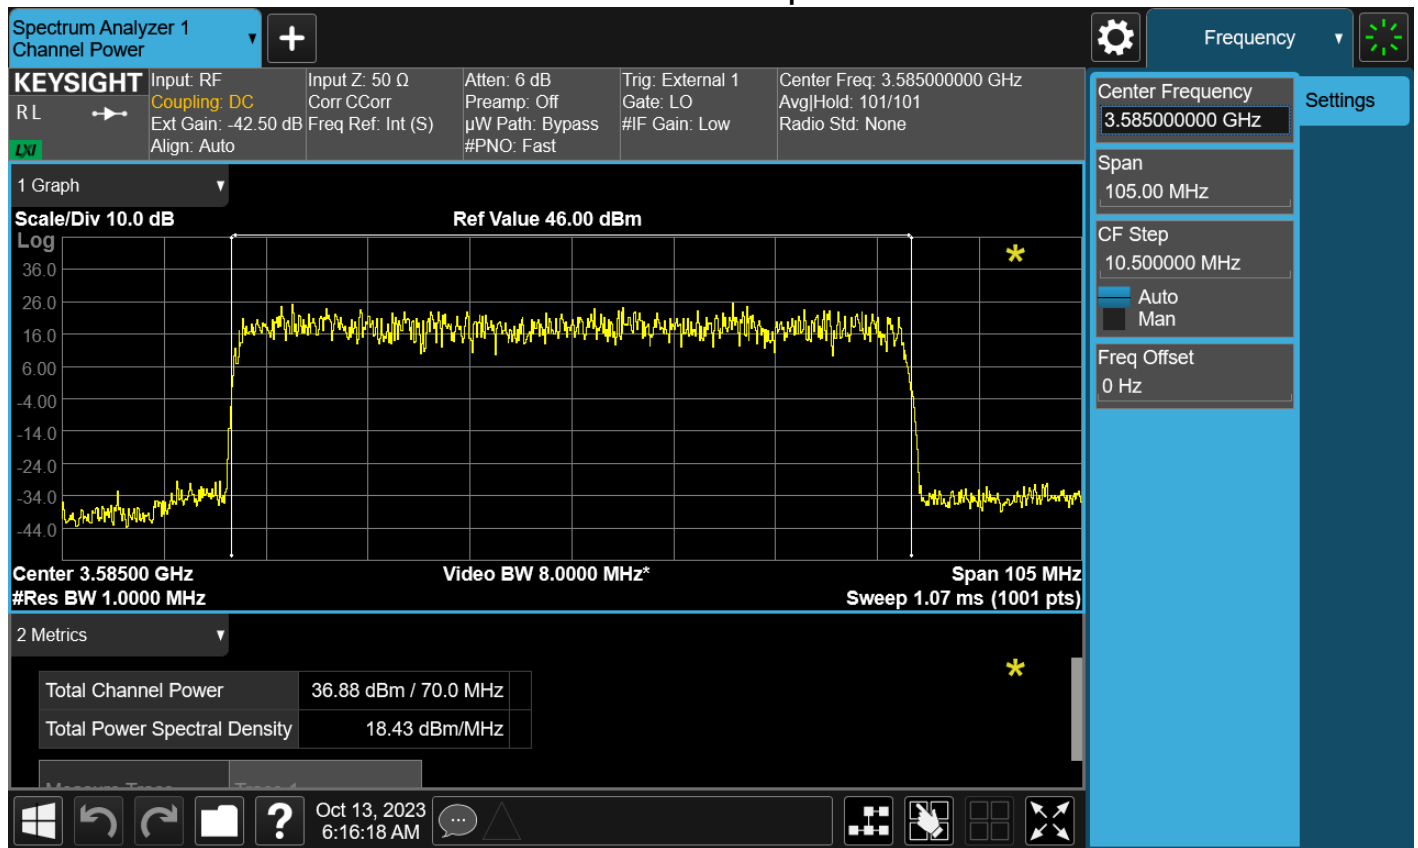 Spectrum Analyzer 1
Channel Power
Frequency
KEYSIGHT
R L
LXI
Input: RF
Coupling: DC
Ext Gain: -42.50 dB
Align: Auto
Input Z: 50 Ω
Corr CCorr
Freq Ref: Int (S)
Atten: 6 dB
Preamp: Off
µW Path: Bypass
#PNO: Fast
Trig: External 1
Gate: LO
#IF Gain: Low
Center Freq: 3.585000000 GHz
Avg|Hold: 101/101
Radio Std: None
Center Frequency
3.585000000 GHz
Settings
Span
105.00 MHz
CF Step
10.500000 MHz
Auto
Man
Freq Offset
0 Hz
1 Graph
Scale/Div 10.0 dB
Ref Value 46.00 dBm
Log
36.0
26.0
16.0
6.00
-4.00
-14.0
-24.0
-34.0
-44.0
Center 3.58500 GHz
Video BW 8.0000 MHz*
Span 105 MHz
#Res BW 1.0000 MHz
Sweep 1.07 ms (1001 pts)
2 Metrics
Total Channel Power 36.88 dBm / 70.0 MHz
Total Power Spectral Density 18.43 dBm/MHz
Oct 13, 2023
6:16:18 AM